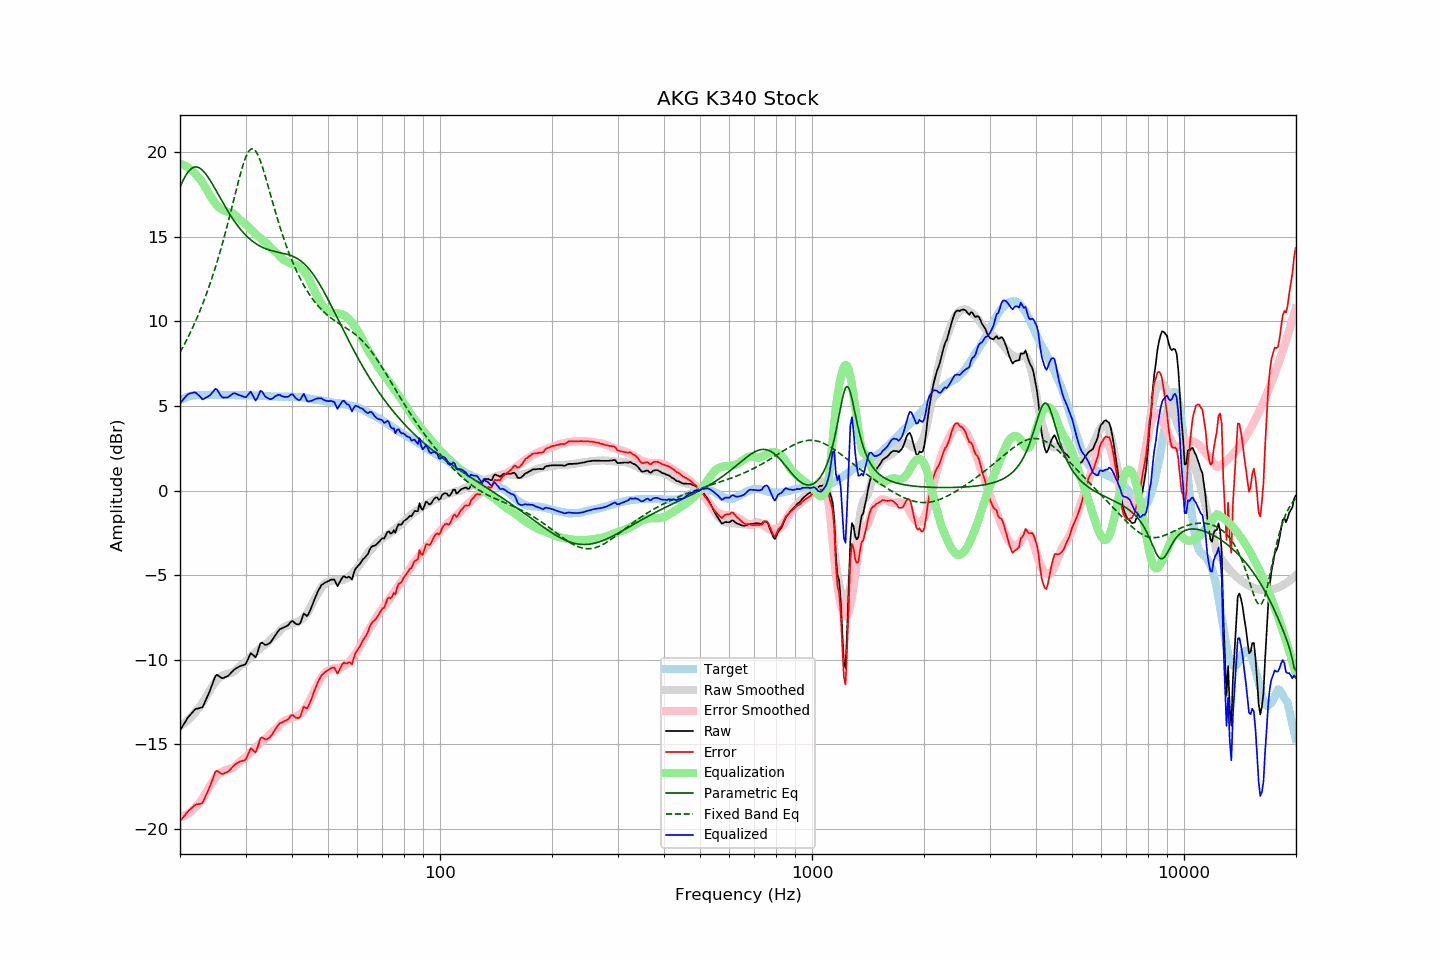 AKG K340 Stock
Amplitude (dBr)
20
15
10
5
0
−5
−10
−15
−20
Target
Raw Smoothed
Error Smoothed
Raw
Error
Equalization
Parametric Eq
Fixed Band Eq
Equalized
100
1000
10000
Frequency (Hz)